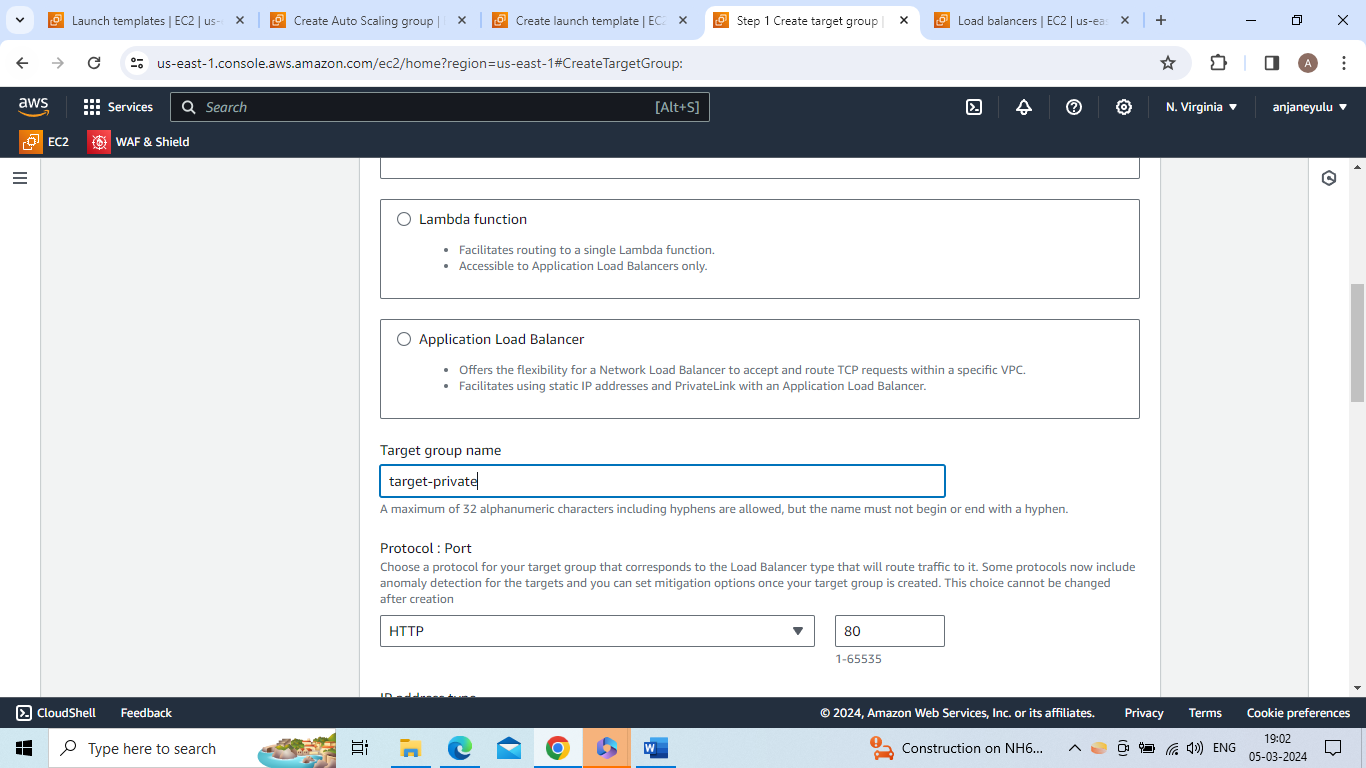 Launch templates | EC2 | us-
Create Auto Scaling group |
Create launch template | EC2
Step 1 Create target group |
Load balancers | EC2 | us-eas
us-east-1.console.aws.amazon.com/ec2/home?region=us-east-1#CreateTargetGroup:
A
aws
Services
Search
[Alt+S]
N. Virginia
anjaneyulu
EC2
WAF & Shield
Lambda function
• Facilitates routing to a single Lambda function.
• Accessible to Application Load Balancers only.
Application Load Balancer
• Offers the flexibility for a Network Load Balancer to accept and route TCP requests within a specific VPC.
• Facilitates using static IP addresses and PrivateLink with an Application Load Balancer.
Target group name
target-private
A maximum of 32 alphanumeric characters including hyphens are allowed, but the name must not begin or end with a hyphen.
Protocol : Port
Choose a protocol for your target group that corresponds to the Load Balancer type that will route traffic to it. Some protocols now include
anomaly detection for the targets and you can set mitigation options once your target group is created. This choice cannot be changed
after creation
HTTP
80
1-65535
IP address type
CloudShell
Feedback
© 2024, Amazon Web Services, Inc. or its affiliates.
Privacy
Terms
Cookie preferences
Type here to search
Construction on NH6...
ENG
19:02
05-03-2024